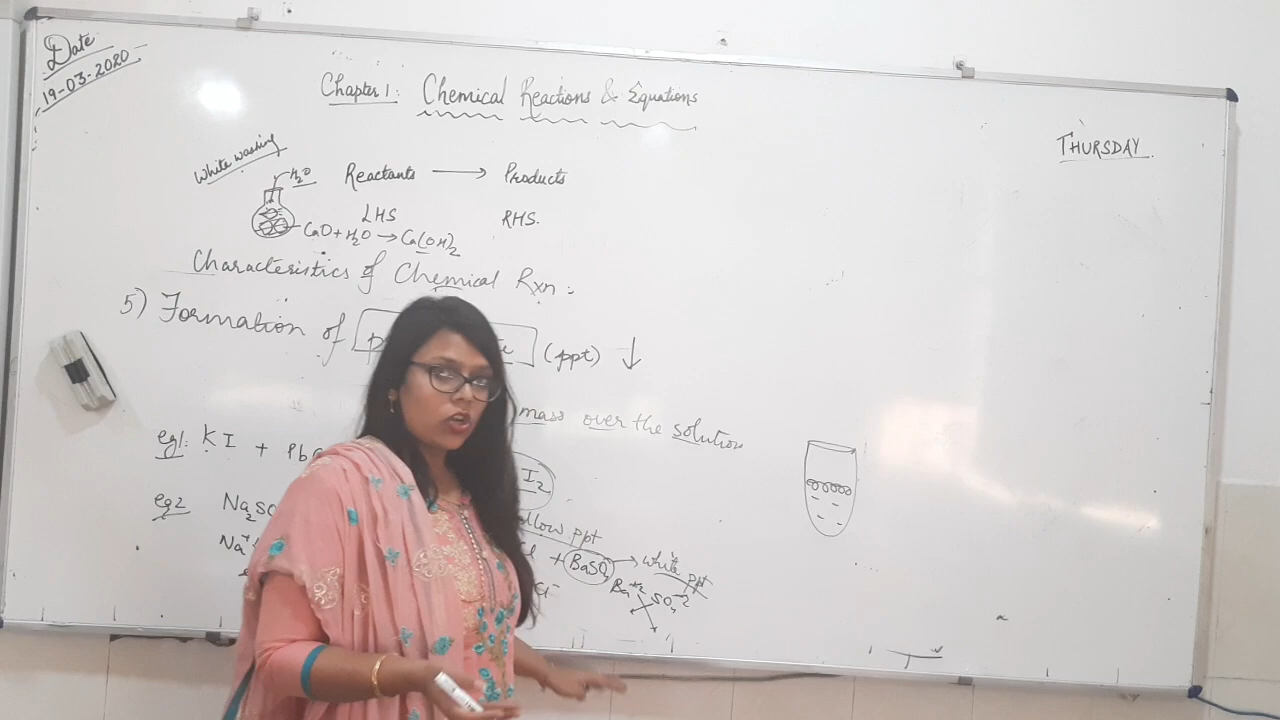 Date
19-03-2020
Chapter 1: Chemical Reactions & Equations
THURSDAY
White washing
H2O
Reactants → Products
LHS RHS.
CaO + H2O → Ca(OH)2
Characteristics of Chemical Rxn :
5) Formation of (ppt) ↓
mass over the solution
eg1: KI + Pb I2
ppt
eg2 Na2SO + BaSO4 → White ppt
Na+ Cl- Ba+2 SO4-2